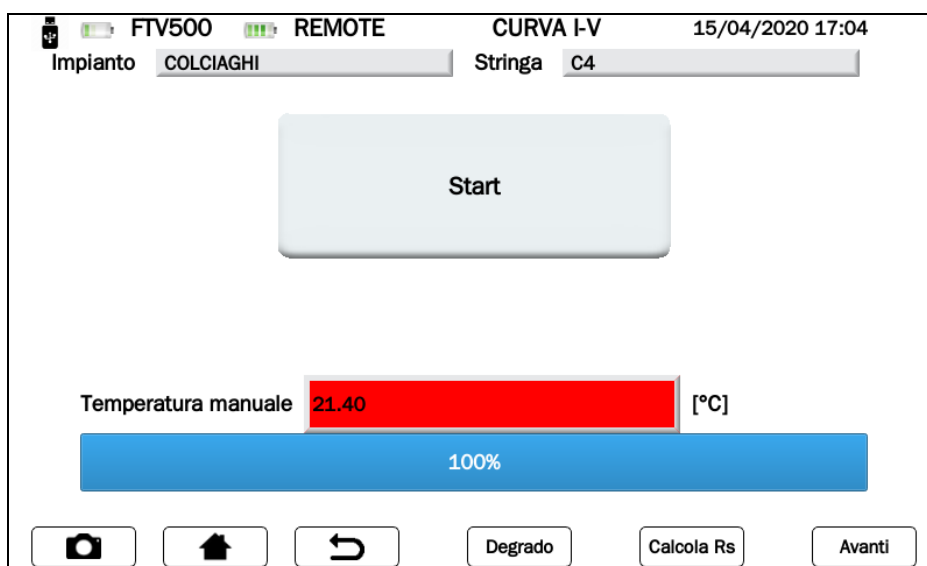 FTV500 REMOTE CURVA I-V 15/04/2020 17:04
Impianto COLCIAGHI Stringa C4
Start
Temperatura manuale 21.40 [°C]
100%
Degrado Calcola Rs Avanti